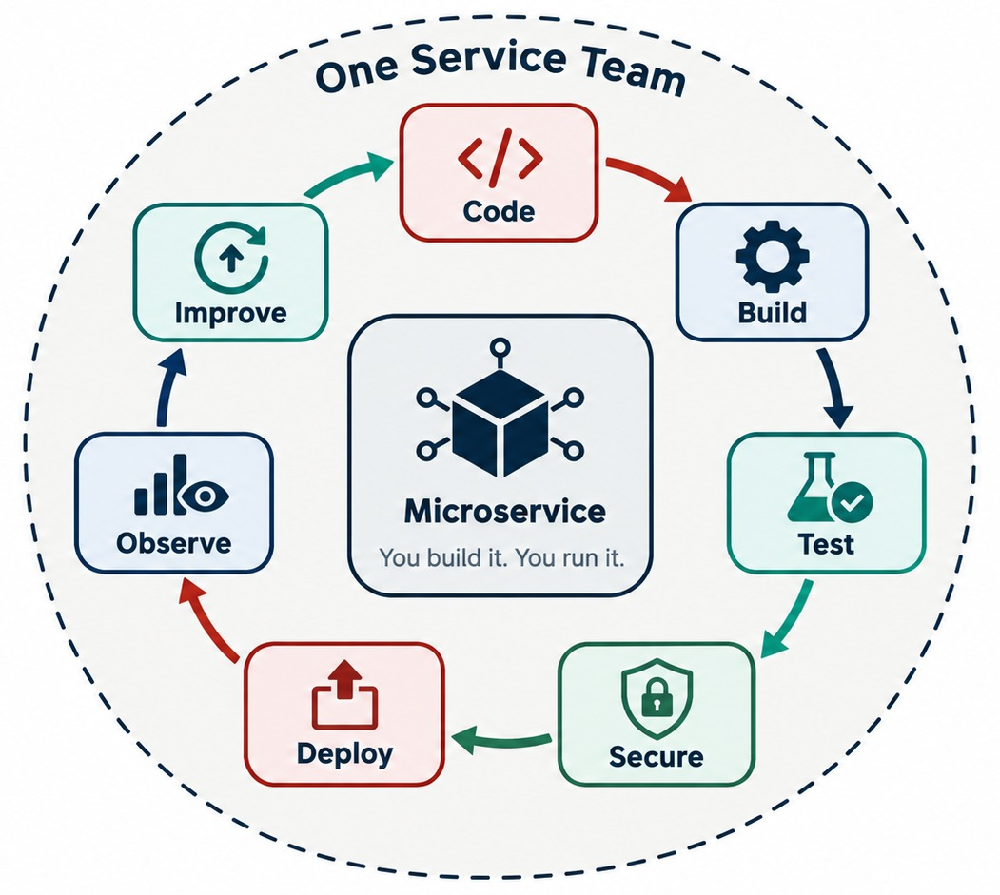 One Service Team
Code
Build
Test
Secure
Deploy
Observe
Improve
Microservice
You build it. You run it.